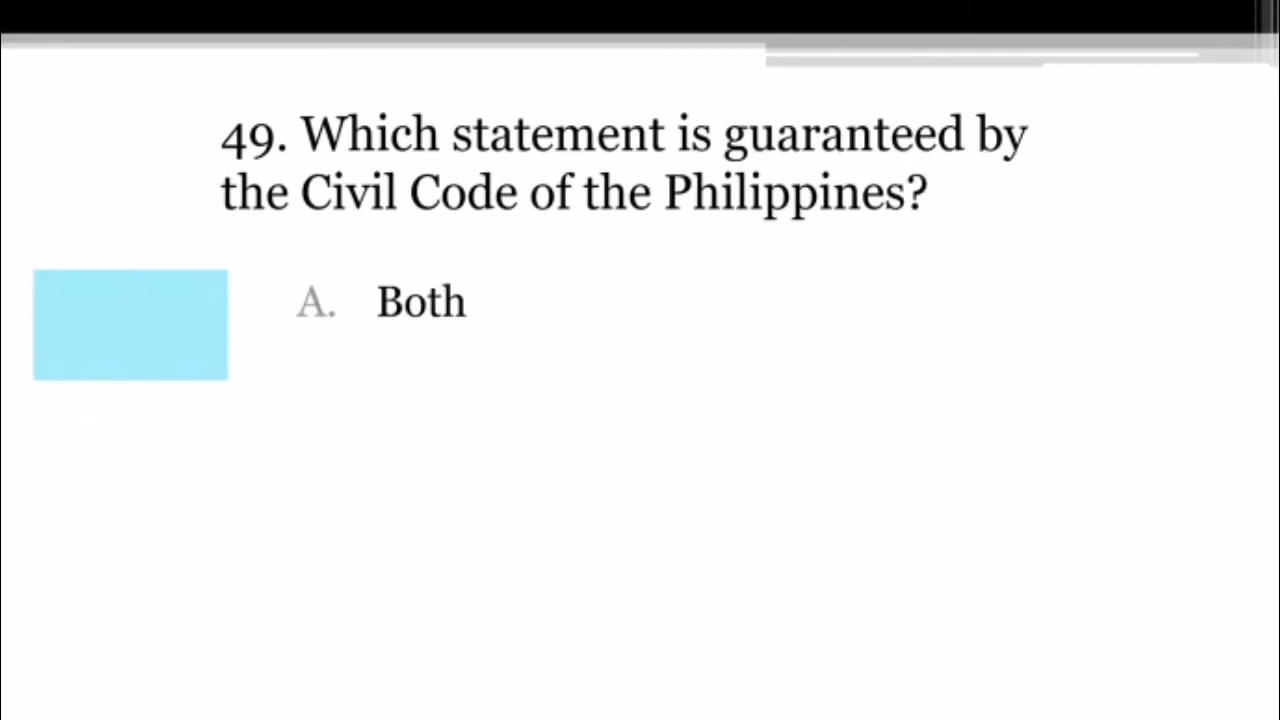 49. Which statement is guaranteed by
the Civil Code of the Philippines?
A. Both